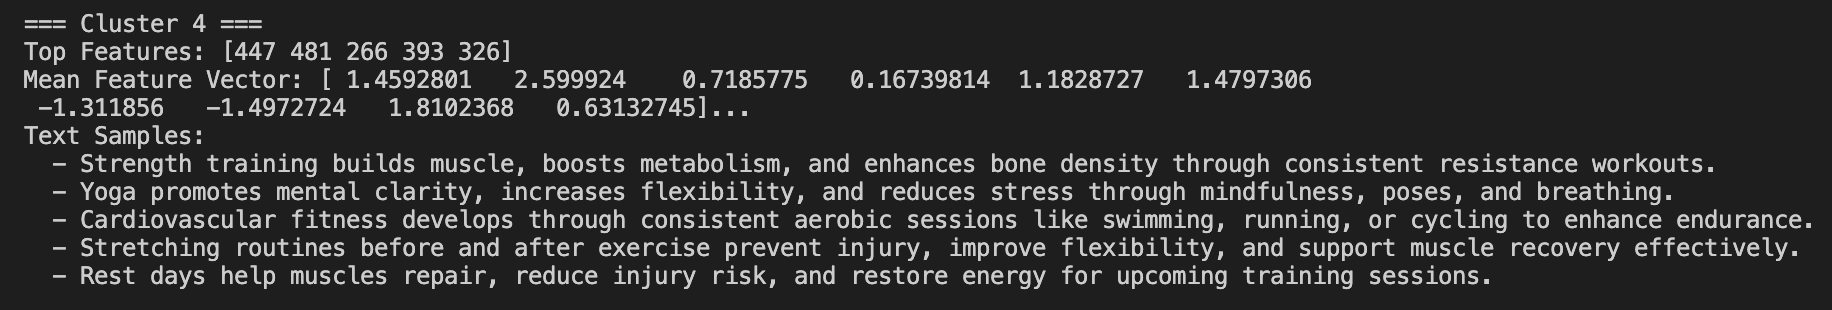 === Cluster 4 ===
Top Features: [447 481 266 393 326]
Mean Feature Vector: [ 1.4592801   2.599924    0.7185775   0.16739814  1.1828727   1.4797306
 -1.311856   -1.4972724   1.8102368   0.63132745]...
Text Samples:
  - Strength training builds muscle, boosts metabolism, and enhances bone density through consistent resistance workouts.
  - Yoga promotes mental clarity, increases flexibility, and reduces stress through mindfulness, poses, and breathing.
  - Cardiovascular fitness develops through consistent aerobic sessions like swimming, running, or cycling to enhance endurance.
  - Stretching routines before and after exercise prevent injury, improve flexibility, and support muscle recovery effectively.
  - Rest days help muscles repair, reduce injury risk, and restore energy for upcoming training sessions.